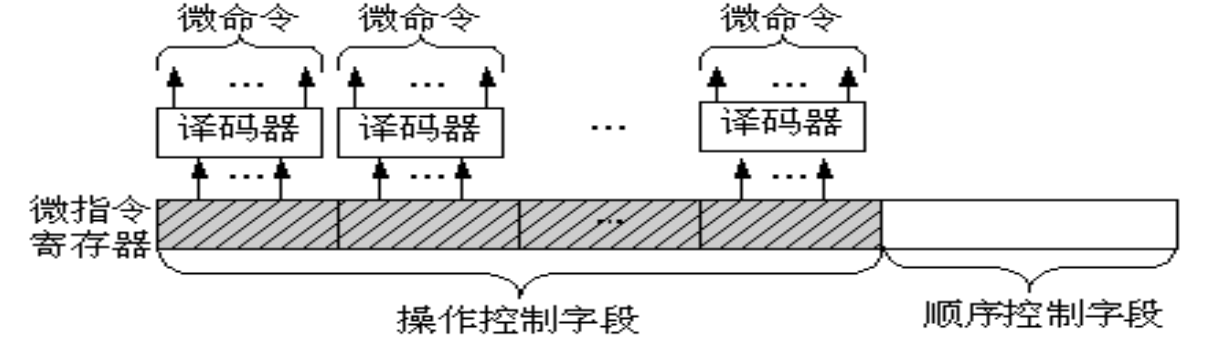 微命令 微命令 微命令
… … …
译码器 译码器 … 译码器
… … …
微指令
寄存器
…
操作控制字段 顺序控制字段